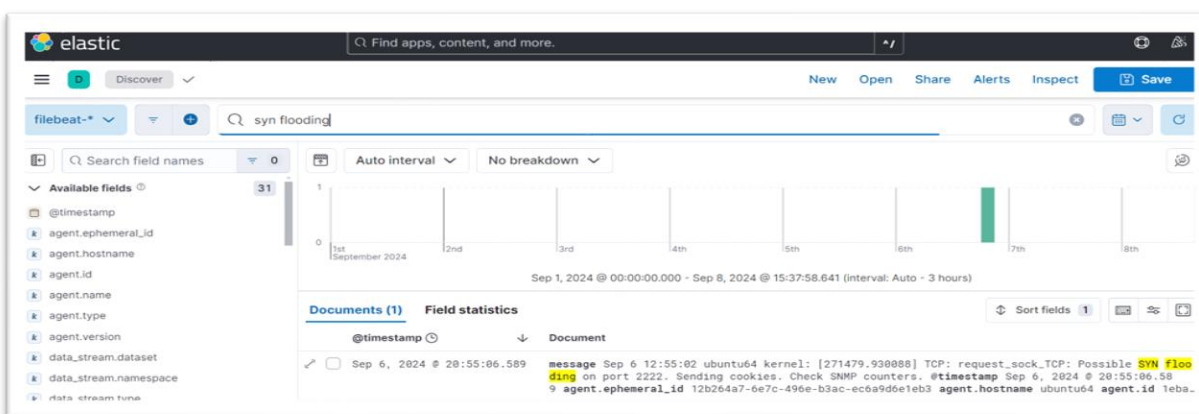 elastic
Find apps, content, and more.
^/
D
Discover
New
Open
Share
Alerts
Inspect
Save
filebeat-*
syn flooding
Search field names
0
Auto interval
No breakdown
Available fields
31
@timestamp
agent.ephemeral_id
agent.hostname
agent.id
agent.name
agent.type
agent.version
data_stream.dataset
data_stream.namespace
data_stream.type
1
0
1st
September 2024
2nd
3rd
4th
5th
6th
7th
8th
Sep 1, 2024 @ 00:00:00.000 - Sep 8, 2024 @ 15:37:58.641 (interval: Auto - 3 hours)
Documents (1)
Field statistics
Sort fields 1
@timestamp
Document
Sep 6, 2024 @ 20:55:06.589
message Sep 6 12:55:02 ubuntu64 kernel: [271479.930088] TCP: request_sock_TCP: Possible SYN floo
ding on port 2222. Sending cookies. Check SNMP counters. @timestamp Sep 6, 2024 @ 20:55:06.58
9 agent.ephemeral_id 12b264a7-6e7c-496e-b3ac-ec6a9d6e1eb3 agent.hostname ubuntu64 agent.id 1eba…